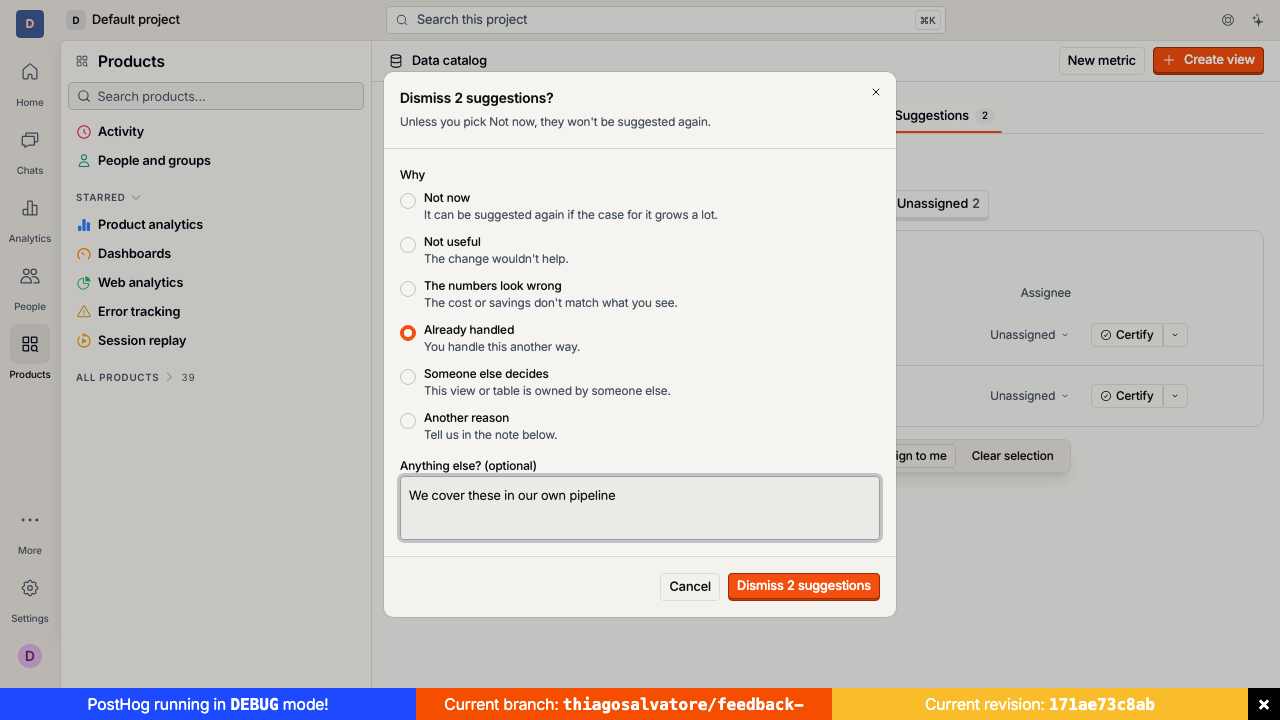 D
D Default project
Search this project
⌘K
Home
Chats
Analytics
People
Products
More
Settings
D
Products
Search products...
Activity
People and groups
STARRED
Product analytics
Dashboards
Web analytics
Error tracking
Session replay
ALL PRODUCTS
39
Data catalog
New metric
Create view
Suggestions 2
Unassigned 2
Assignee
Unassigned
Certify
Unassigned
Certify
ign to me
Clear selection
Dismiss 2 suggestions?
Unless you pick Not now, they won't be suggested again.
Why
Not now
It can be suggested again if the case for it grows a lot.
Not useful
The change wouldn't help.
The numbers look wrong
The cost or savings don't match what you see.
Already handled
You handle this another way.
Someone else decides
This view or table is owned by someone else.
Another reason
Tell us in the note below.
Anything else? (optional)
We cover these in our own pipeline
Cancel
Dismiss 2 suggestions
PostHog running in DEBUG mode!
Current branch: thiagosalvatore/feedback-
Current revision: 171ae73c8ab